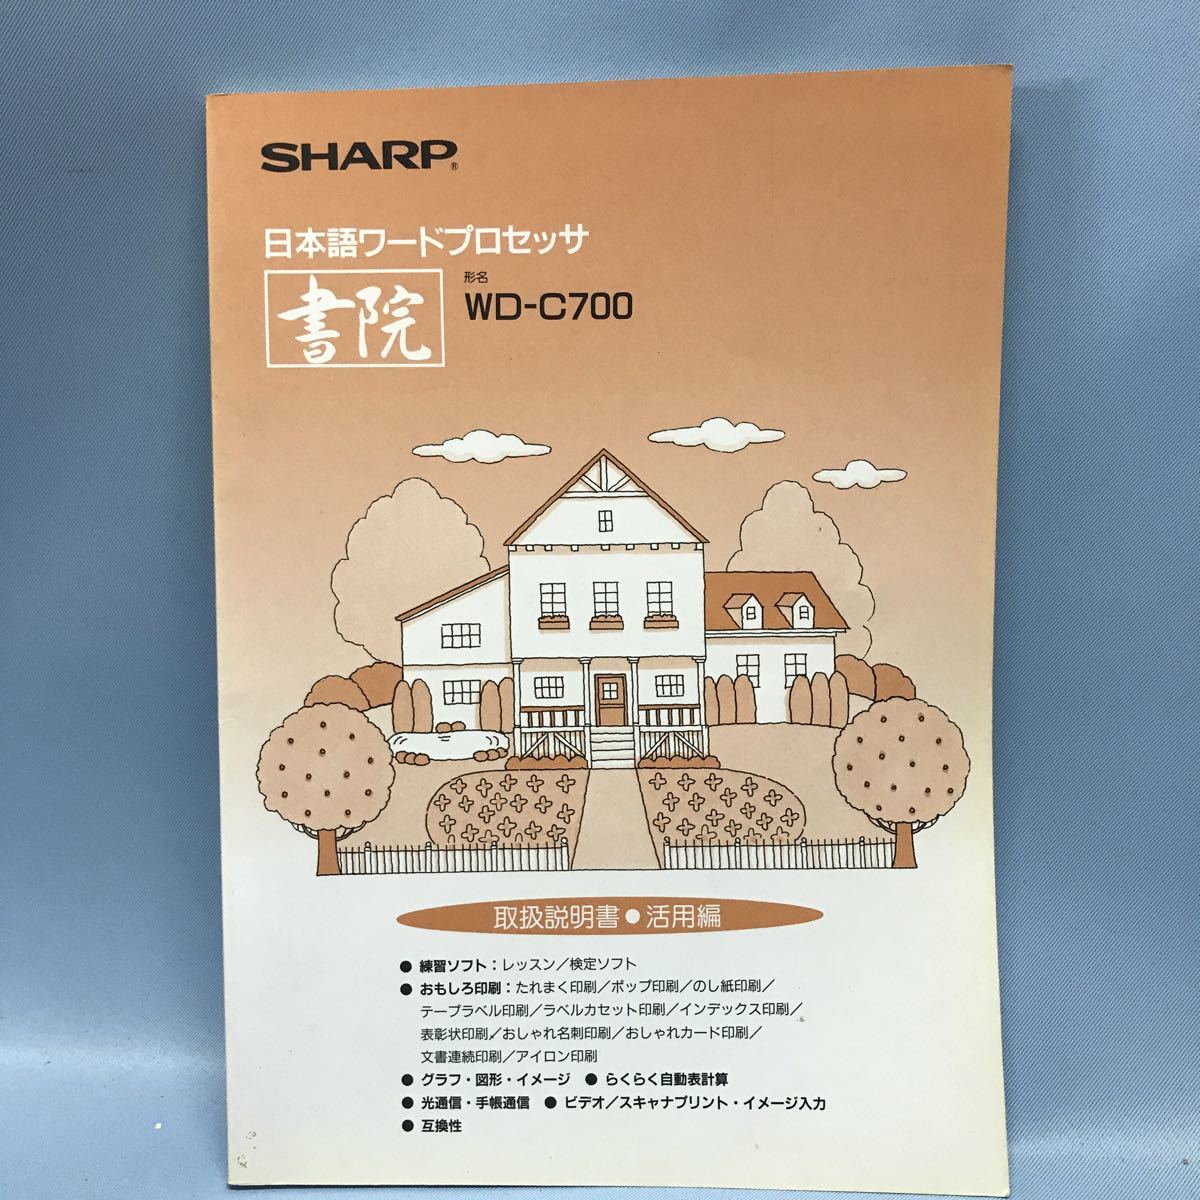 SHARP®
日本語ワードプロセッサ
書院
形名
WD-C700
取扱説明書●活用編
● 練習ソフト：レッスン／検定ソフト
● おもしろ印刷：たれまく印刷／ポップ印刷／のし紙印刷／
テープラベル印刷／ラベルカセット印刷／インデックス印刷／
表彰状印刷／おしゃれ名刺印刷／おしゃれカード印刷／
文書連続印刷／アイロン印刷
● グラフ・図形・イメージ ● らくらく自動表計算
● 光通信・手帳通信 ● ビデオ／スキャナプリント・イメージ入力
● 互換性